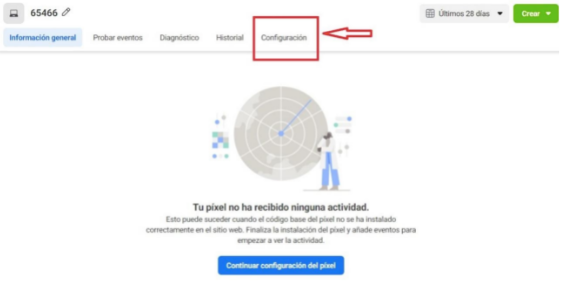 65466
Últimos 28 días
Crear
Información general
Probar eventos
Diagnóstico
Historial
Configuración
Tu píxel no ha recibido ninguna actividad.
Esto puede suceder cuando el código base del píxel no se ha instalado
correctamente en el sitio web. Finaliza la instalación del píxel y añade eventos para
empezar a ver la actividad.
Continuar configuración del píxel